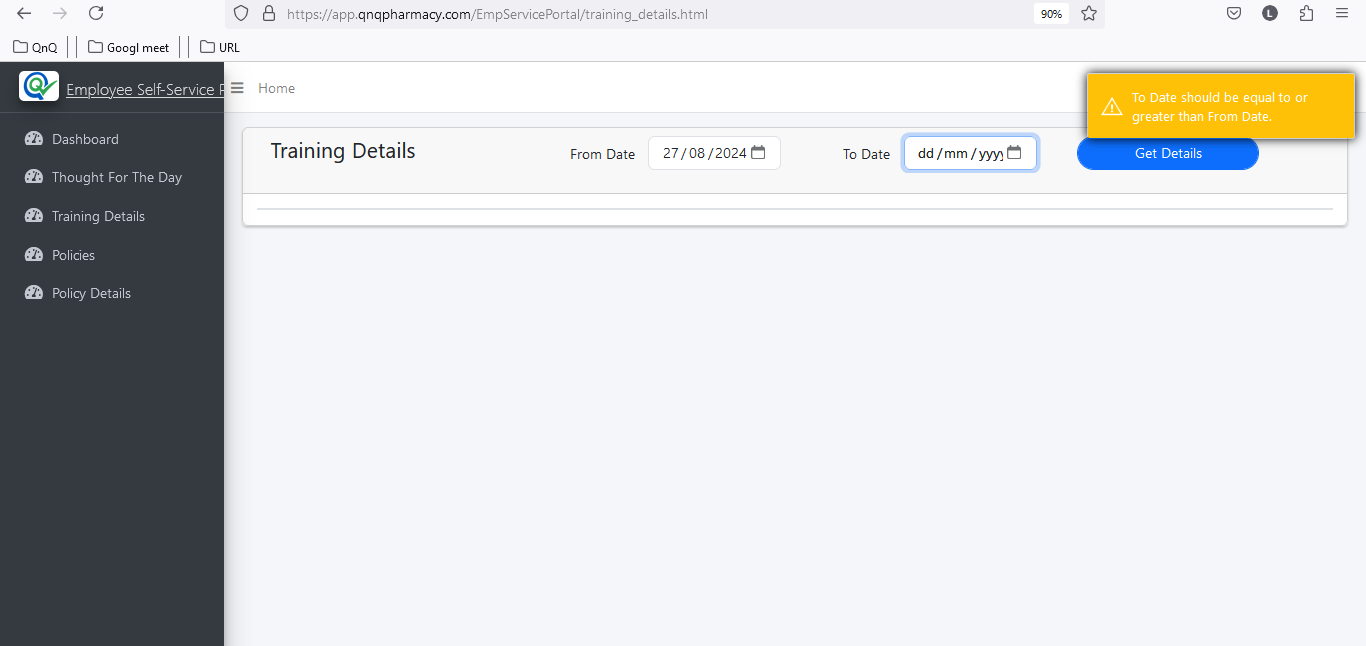 https://app.qnqpharmacy.com/EmpServicePortal/training_details.html
90%
L
QnQ
Googl meet
URL
Employee Self-Service P
Home
To Date should be equal to or
greater than From Date.
Dashboard
Thought For The Day
Training Details
Policies
Policy Details
Training Details
From Date
27/08/2024
To Date
dd/mm/yyyy
Get Details